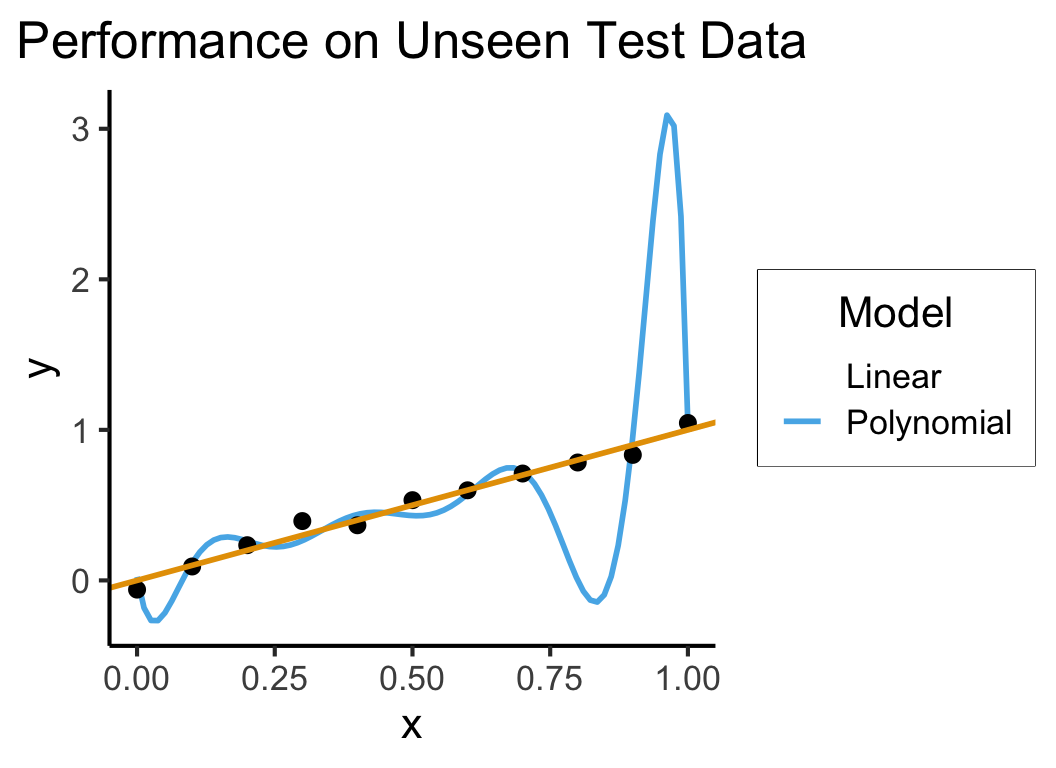 Performance on Unseen Test Data
3
2
1
0
y
0.00 0.25 0.50 0.75 1.00
x
Model
Linear
Polynomial